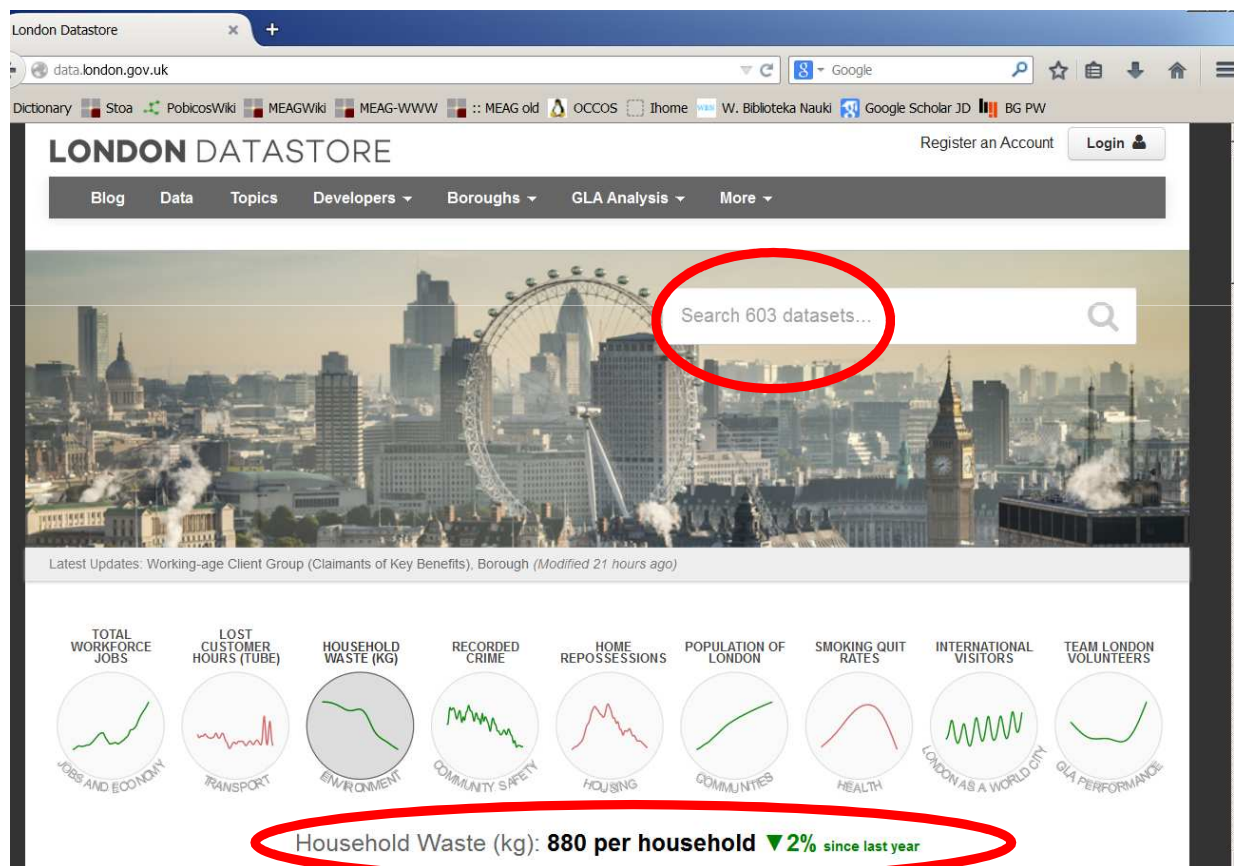 London Datastore × +
data.london.gov.uk 8 Google
Dictionary Stoa PobicosWiki MEAGWiki MEAG-WWW :: MEAG old OCCOS Ihome W. Biblioteka Nauki Google Scholar JD BG PW
LONDON DATASTORE Register an Account Login
Blog Data Topics Developers Boroughs GLA Analysis More
Search 603 datasets...
Latest Updates: Working-age Client Group (Claimants of Key Benefits), Borough (Modified 21 hours ago)
TOTAL WORKFORCE JOBS
LOST CUSTOMER HOURS (TUBE)
HOUSEHOLD WASTE (KG)
RECORDED CRIME
HOME REPOSSESSIONS
POPULATION OF LONDON
SMOKING QUIT RATES
INTERNATIONAL VISITORS
TEAM LONDON VOLUNTEERS
JOBS AND ECONOMY
TRANSPORT
ENVIRONMENT
COMMUNITY SAFETY
HOUSING
COMMUNITIES
HEALTH
LONDON AS A WORLD CITY
GLA PERFORMANCE
Household Waste (kg): 880 per household ▼2% since last year